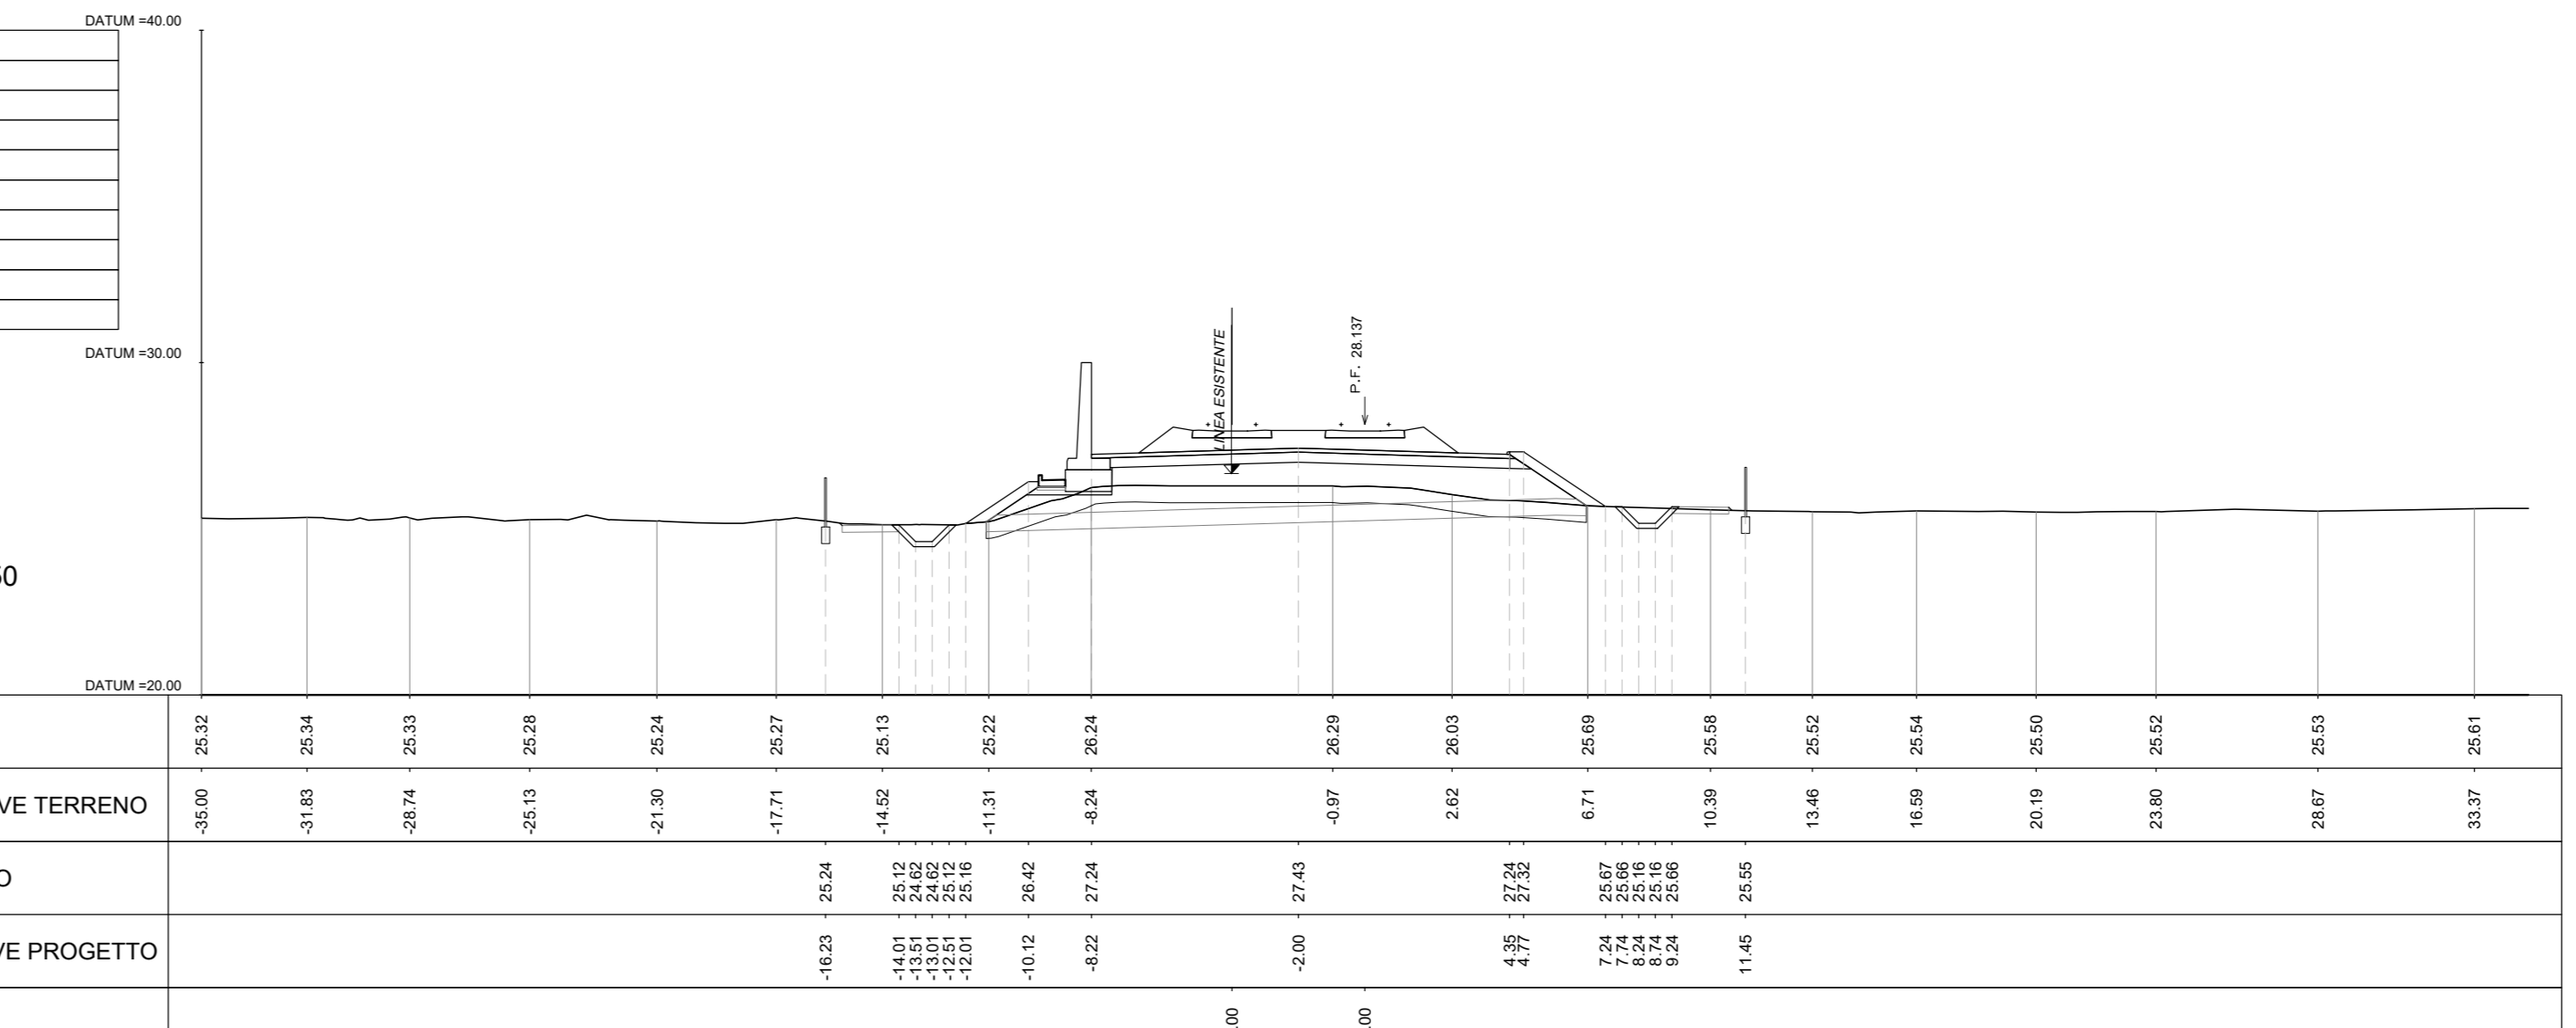 DATUM =40.00
DATUM =30.00
LINEA ESISTENTE
P.F. 28.137
DATUM =20.00
25.32 25.34 25.33 25.28 25.24 25.27 25.13 25.22 26.24 26.29 26.03 25.69 25.58 25.52 25.54 25.50 25.52 25.53 25.61
VE TERRENO -35.00 -31.83 -28.74 -25.13 -21.30 -17.71 -14.52 -11.31 -8.24 -0.97 2.62 6.71 10.39 13.46 16.59 20.19 23.80 28.67 33.37
O 25.24 25.12 24.62 24.62 25.12 25.16 26.42 27.24 27.43 27.24 27.32 25.67 25.66 25.16 25.16 25.66 25.55
VE PROGETTO -16.23 -14.01 -13.51 -13.01 -12.51 -12.01 -10.12 -8.22 -2.00 4.35 4.77 7.24 7.74 8.24 8.74 9.24 11.45
.00 .00